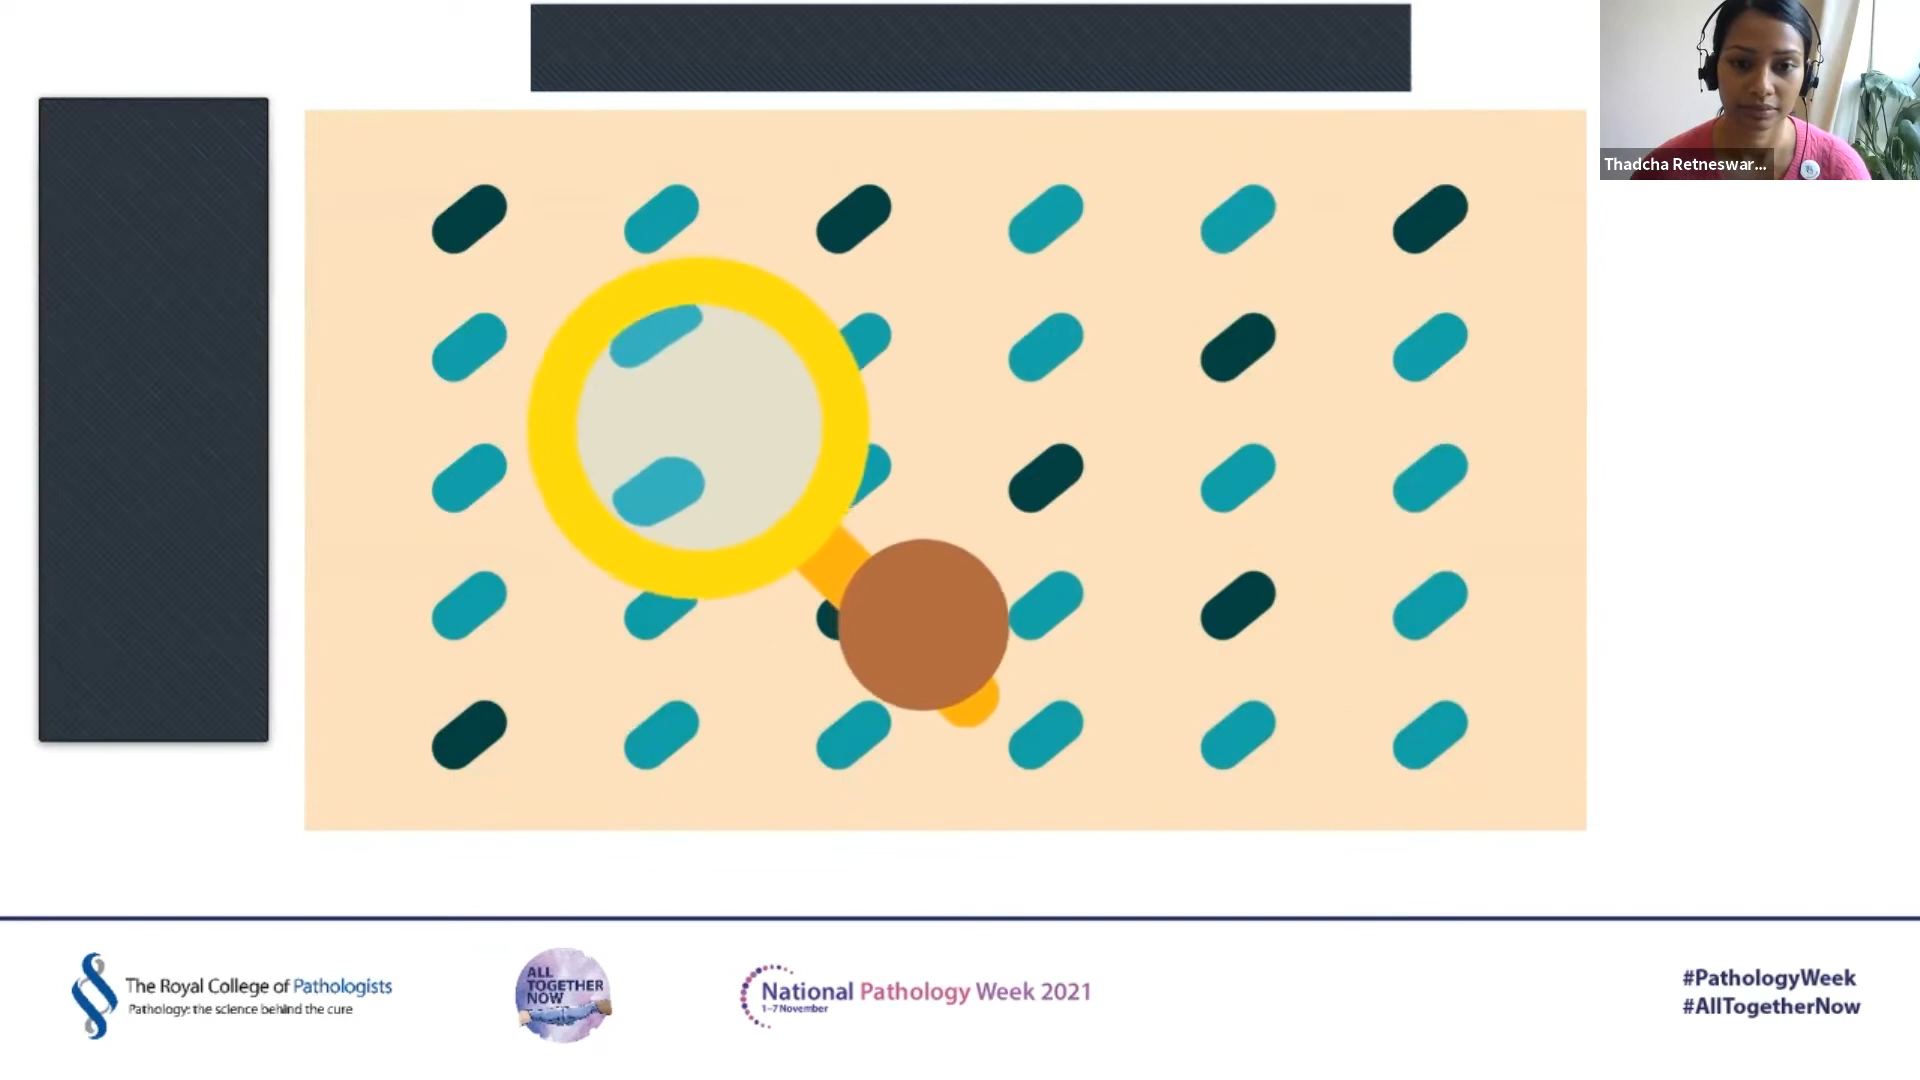 Thadcha Retneswar...
The Royal College of Pathologists
Pathology: the science behind the cure
ALL
TOGETHER
NOW
National Pathology Week 2021
1-7 November
#PathologyWeek
#AllTogetherNow